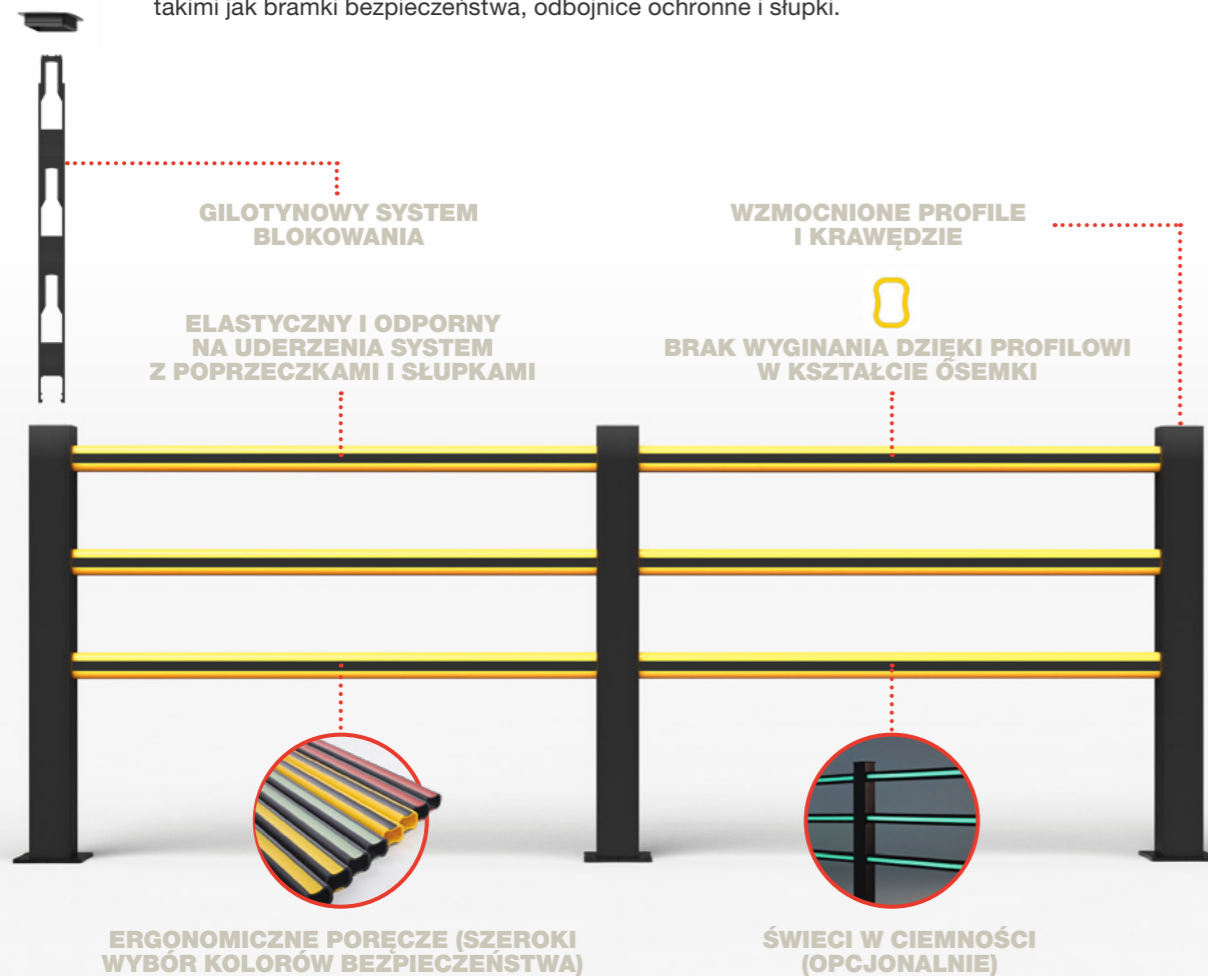 takimi jak bramki bezpieczeństwa, odbojnice ochronne i słupki.
GILOTYNOWY SYSTEM
BLOKOWANIA
WZMOCNIONE PROFILE
I KRAWĘDZIE
ELASTYCZNY I ODPORNY
NA UDERZENIA SYSTEM
Z POPRZECZKAMI I SŁUPKAMI
BRAK WYGINANIA DZIĘKI PROFILOWI
W KSZTAŁCIE ÓSEMKI
ERGONOMICZNE PORĘCZE (SZEROKI
WYBÓR KOLORÓW BEZPIECZEŃSTWA)
ŚWIECI W CIEMNOŚCI
(OPCJONALNIE)